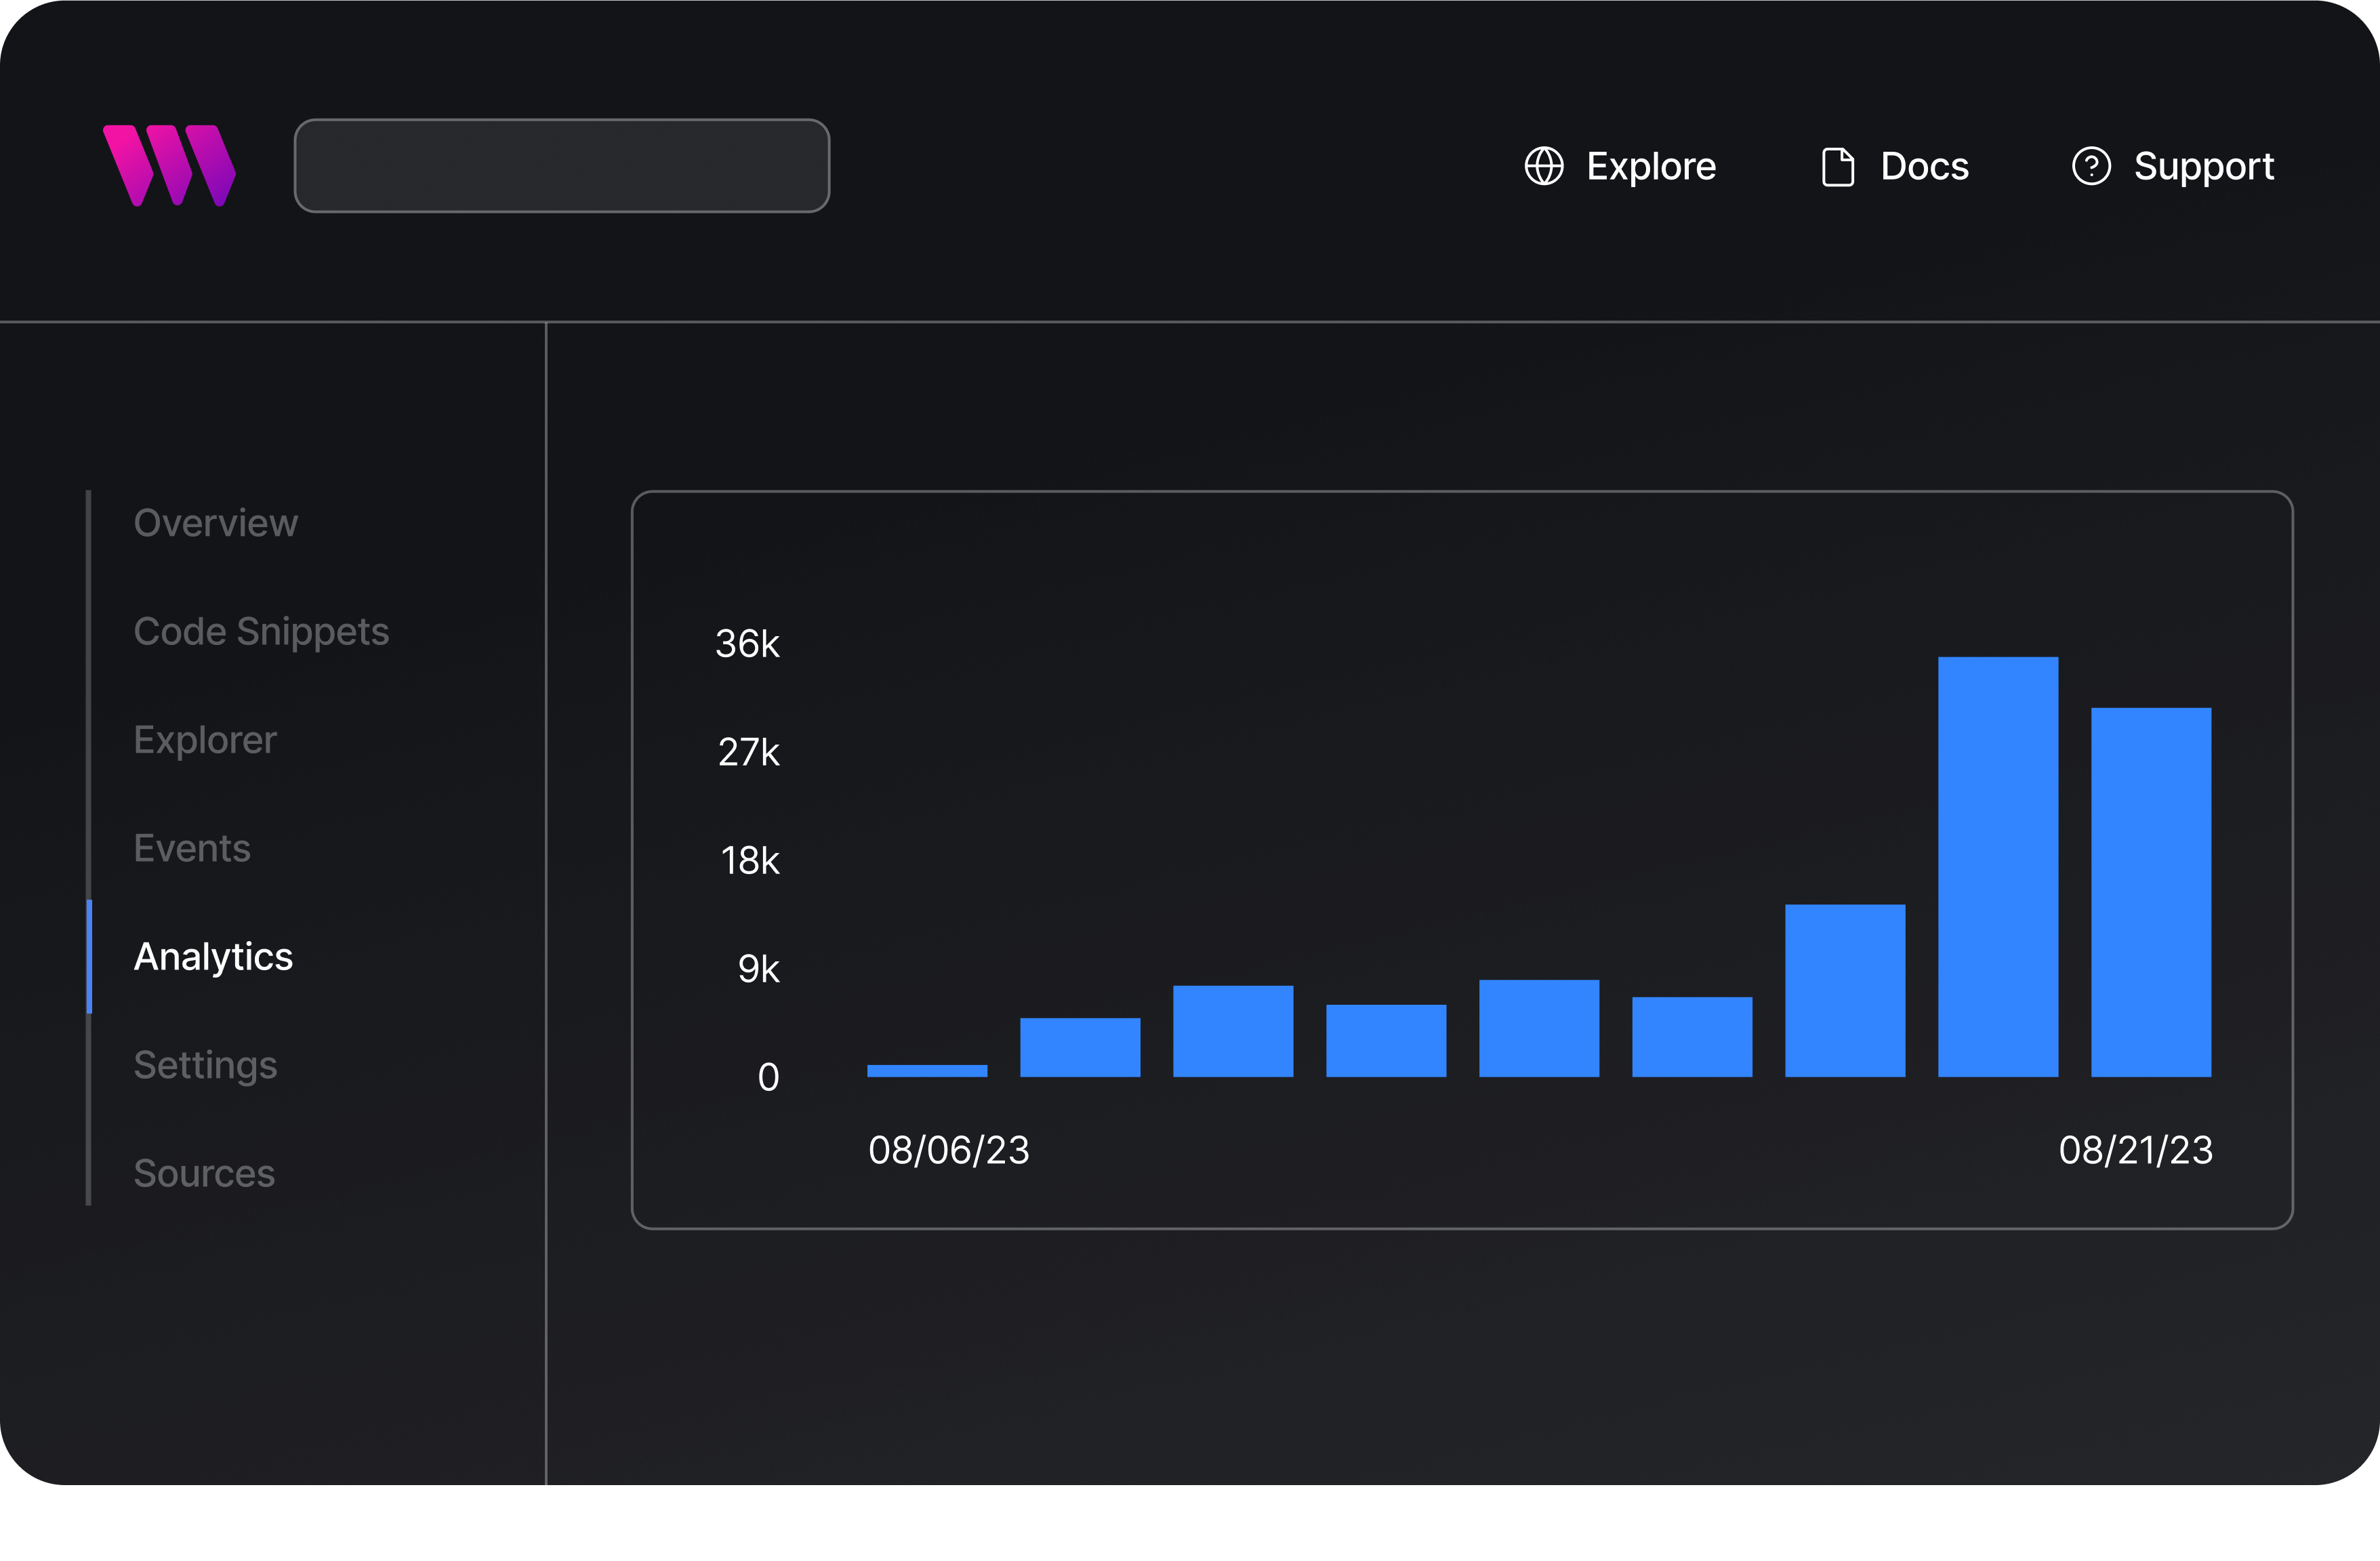 Explore
Docs
Support
Overview
Code Snippets
Explorer
Events
Analytics
Settings
Sources
36k
27k
18k
9k
0
08/06/23
08/21/23